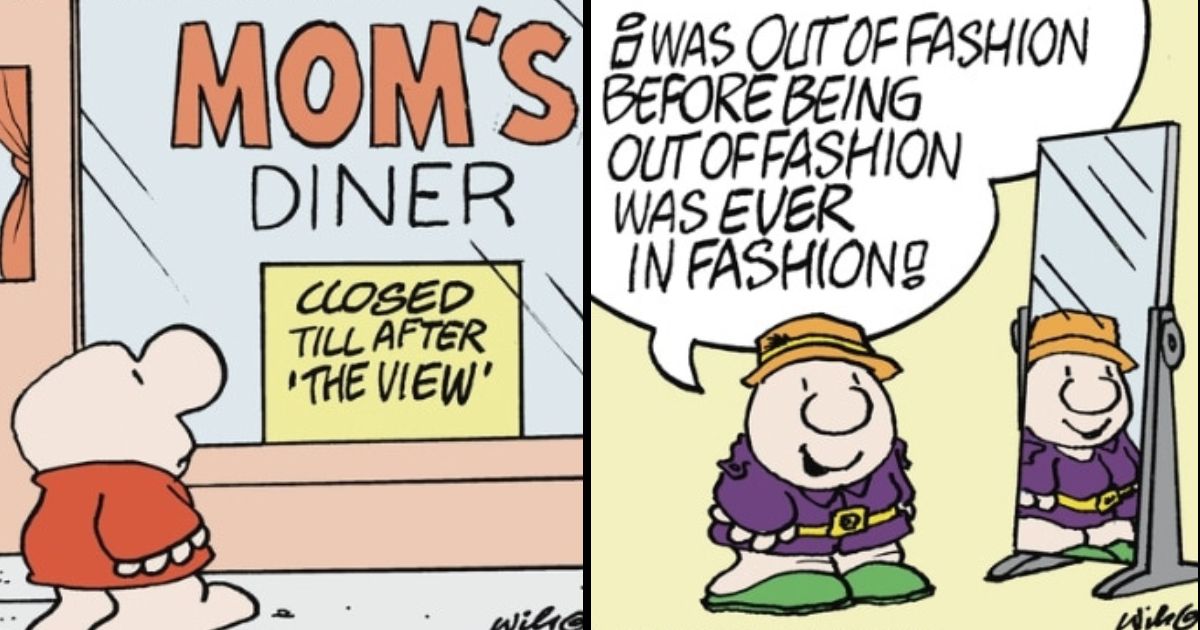 MOM'S
DINER
CLOSED
TILL AFTER
'THE VIEW'
I WAS OUT OF FASHION
BEFORE BEING
OUT OF FASHION
WAS EVER
IN FASHION!